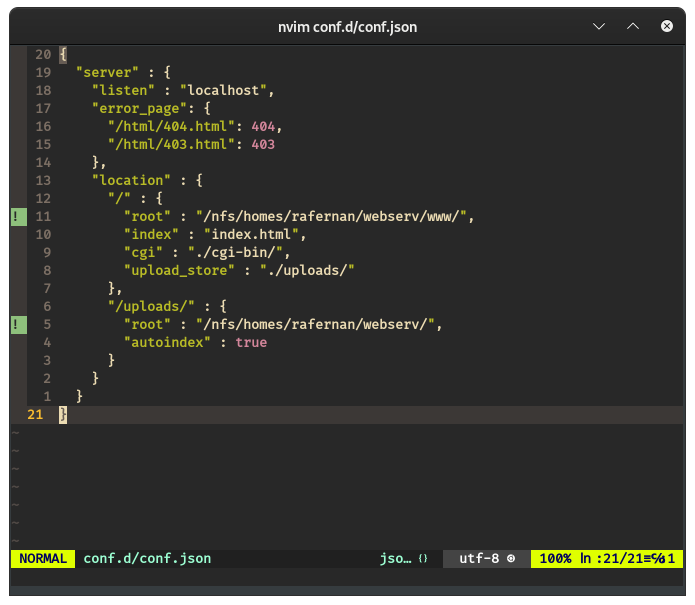 nvim conf.d/conf.json
20 {
19   "server" : {
18     "listen" : "localhost",
17     "error_page": {
16       "/html/404.html": 404,
15       "/html/403.html": 403
14     },
13     "location" : {
12       "/" : {
! 11         "root" : "/nfs/homes/rafernan/webserv/www/",
10         "index" : "index.html",
9         "cgi" : "./cgi-bin/",
8         "upload_store" : "./uploads/"
7       },
6       "/uploads/" : {
! 5         "root" : "/nfs/homes/rafernan/webserv/",
4         "autoindex" : true
3       }
2     }
1   }
21 }
~
~
~
~
~
~
~
NORMAL conf.d/conf.json jso… {} utf-8 100% ln :21/21≡℅:1